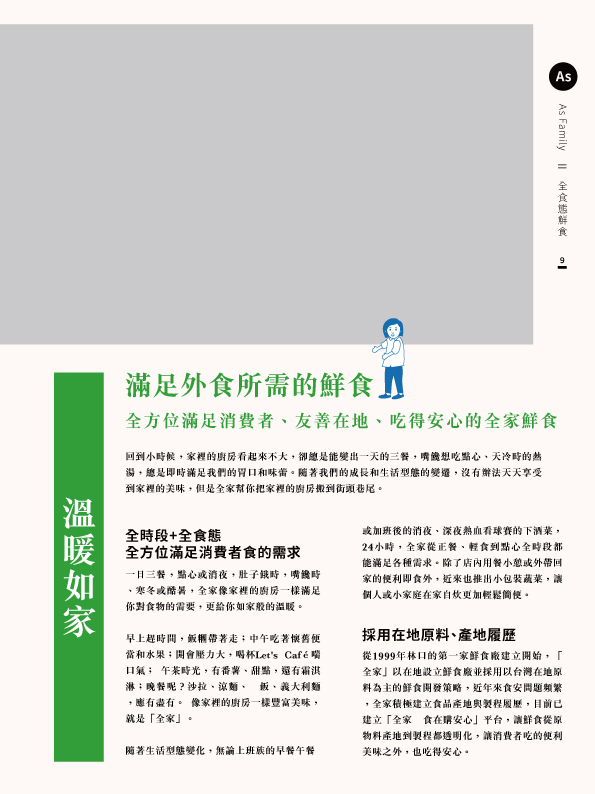 As
As Family 全食態鮮食
9
滿足外食所需的鮮食
全方位滿足消費者、友善在地、吃得安心的全家鮮食
回到小時候，家裡的廚房看起來不大，卻總是能變出一天的三餐，嘴饞想吃點心、天冷時的熱
湯，總是即時滿足我們的胃口和味蕾。隨著我們的成長和生活型態的變遷，沒有辦法天天享受
到家裡的美味，但是全家幫你把家裡的廚房搬到街頭巷尾。
溫暖如家
全時段+全食態
全方位滿足消費者食的需求
一日三餐，點心或消夜，肚子餓時，嘴饞時
、寒冬或酷暑，全家像家裡的廚房一樣滿足
你對食物的需要，更給你如家般的溫暖。
早上趕時間，飯糰帶著走；中午吃著懷舊便
當和水果；開會壓力大，喝杯Let's Café喘
口氣； 午茶時光，有番薯、甜點，還有霜淇
淋；晚餐呢？沙拉、涼麵、 飯、義大利麵
，應有盡有。 像家裡的廚房一樣豐富美味，
就是「全家」。
隨著生活型態變化，無論上班族的早餐午餐
或加班後的消夜、深夜熱血看球賽的下酒菜，
24小時，全家從正餐、輕食到點心全時段都
能滿足各種需求。除了店內用餐小憩或外帶回
家的便利即食外，近來也推出小包裝蔬菜，讓
個人或小家庭在家自炊更加輕鬆簡便。
採用在地原料、產地履歷
從1999年林口的第一家鮮食廠建立開始，「
全家」以在地設立鮮食廠並採用以台灣在地原
料為主的鮮食開發策略，近年來食安問題頻繁
，全家積極建立食品產地與製程履歷，目前已
建立「全家 食在購安心」平台，讓鮮食從原
物料產地到製程都透明化，讓消費者吃的便利
美味之外，也吃得安心。